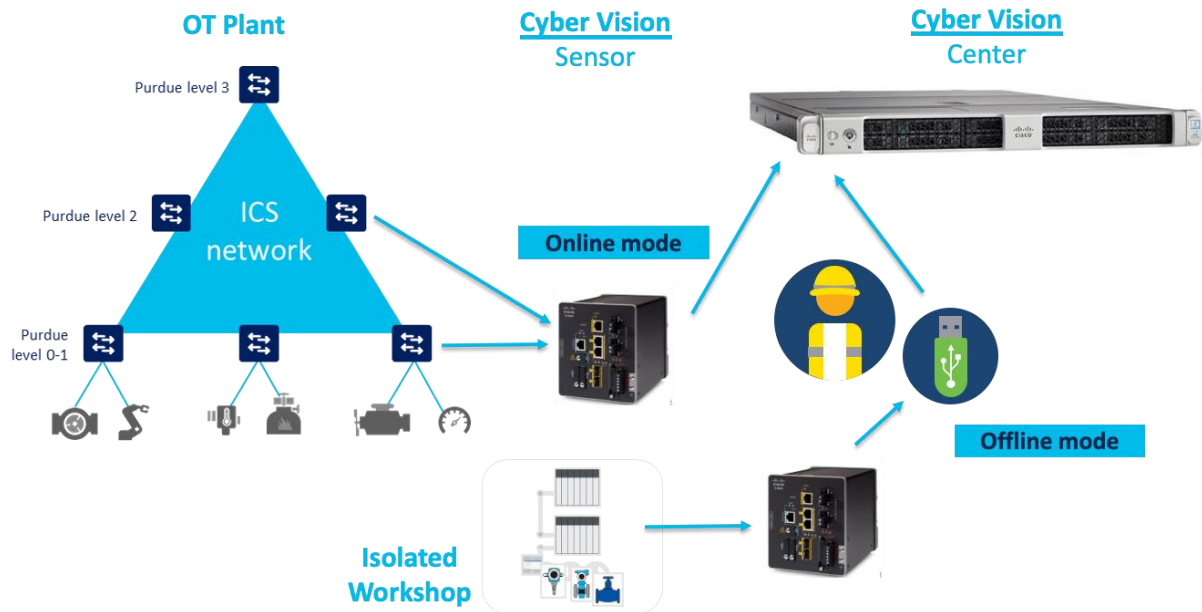 OT Plant
Cyber Vision
Sensor
Cyber Vision
Center
Purdue level 3
Purdue level 2
ICS
network
Purdue
level 0-1
Online mode
Offline mode
Isolated
Workshop
CISCO